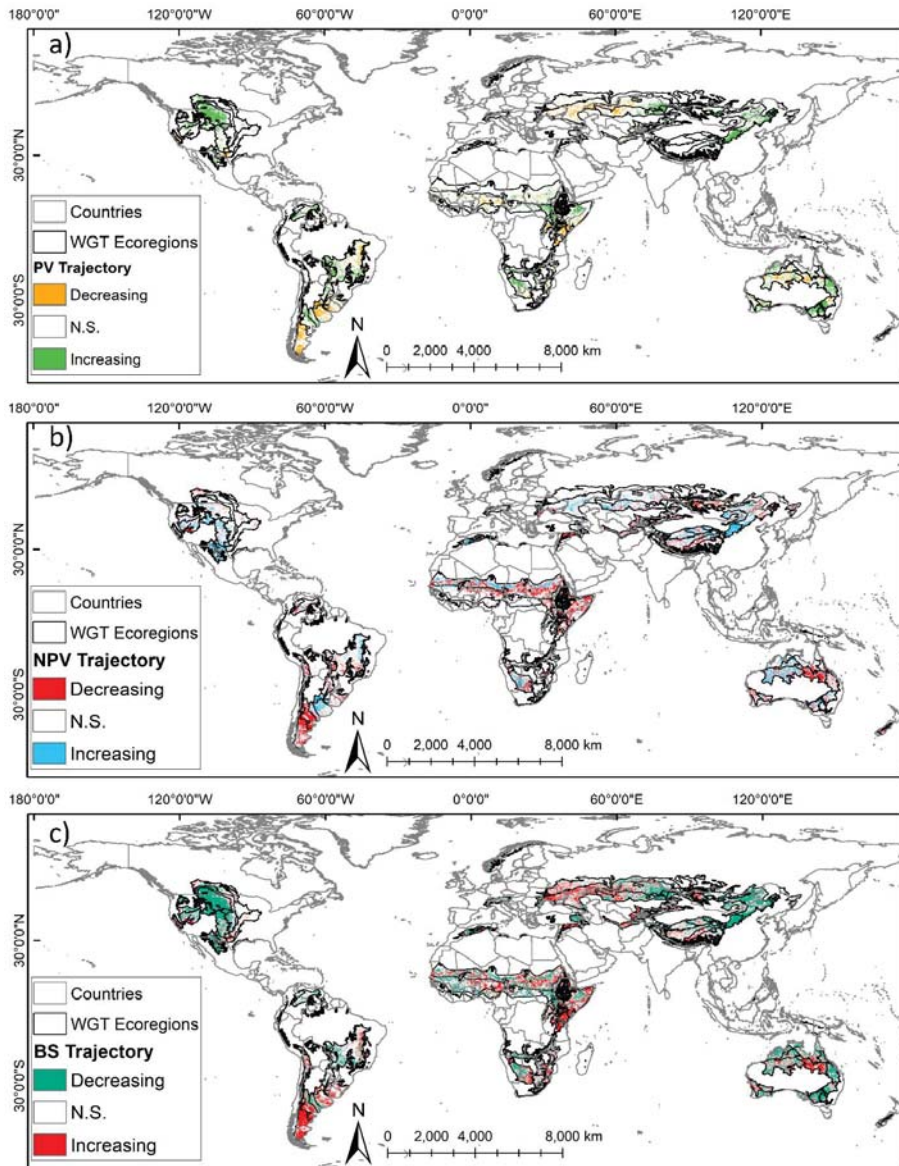 180°0'0" 120°0'0"W 60°0'0"W 0°0'0"E 60°0'0"E 120°0'0"E
a)
30°0'0"N
Countries
WGT Ecoregions
PV Trajectory
Decreasing
N.S.
Increasing
30°0'0"S
N
0 2,000 4,000 8,000 km
180°0'0" 120°0'0"W 60°0'0"W 0°0'0"E 60°0'0"E 120°0'0"E
b)
30°0'0"N
Countries
WGT Ecoregions
NPV Trajectory
Decreasing
N.S.
Increasing
30°0'0"S
N
0 2,000 4,000 8,000 km
180°0'0" 120°0'0"W 60°0'0"W 0°0'0"E 60°0'0"E 120°0'0"E
c)
30°0'0"N
Countries
WGT Ecoregions
BS Trajectory
Decreasing
N.S.
Increasing
30°0'0"S
N
0 2,000 4,000 8,000 km